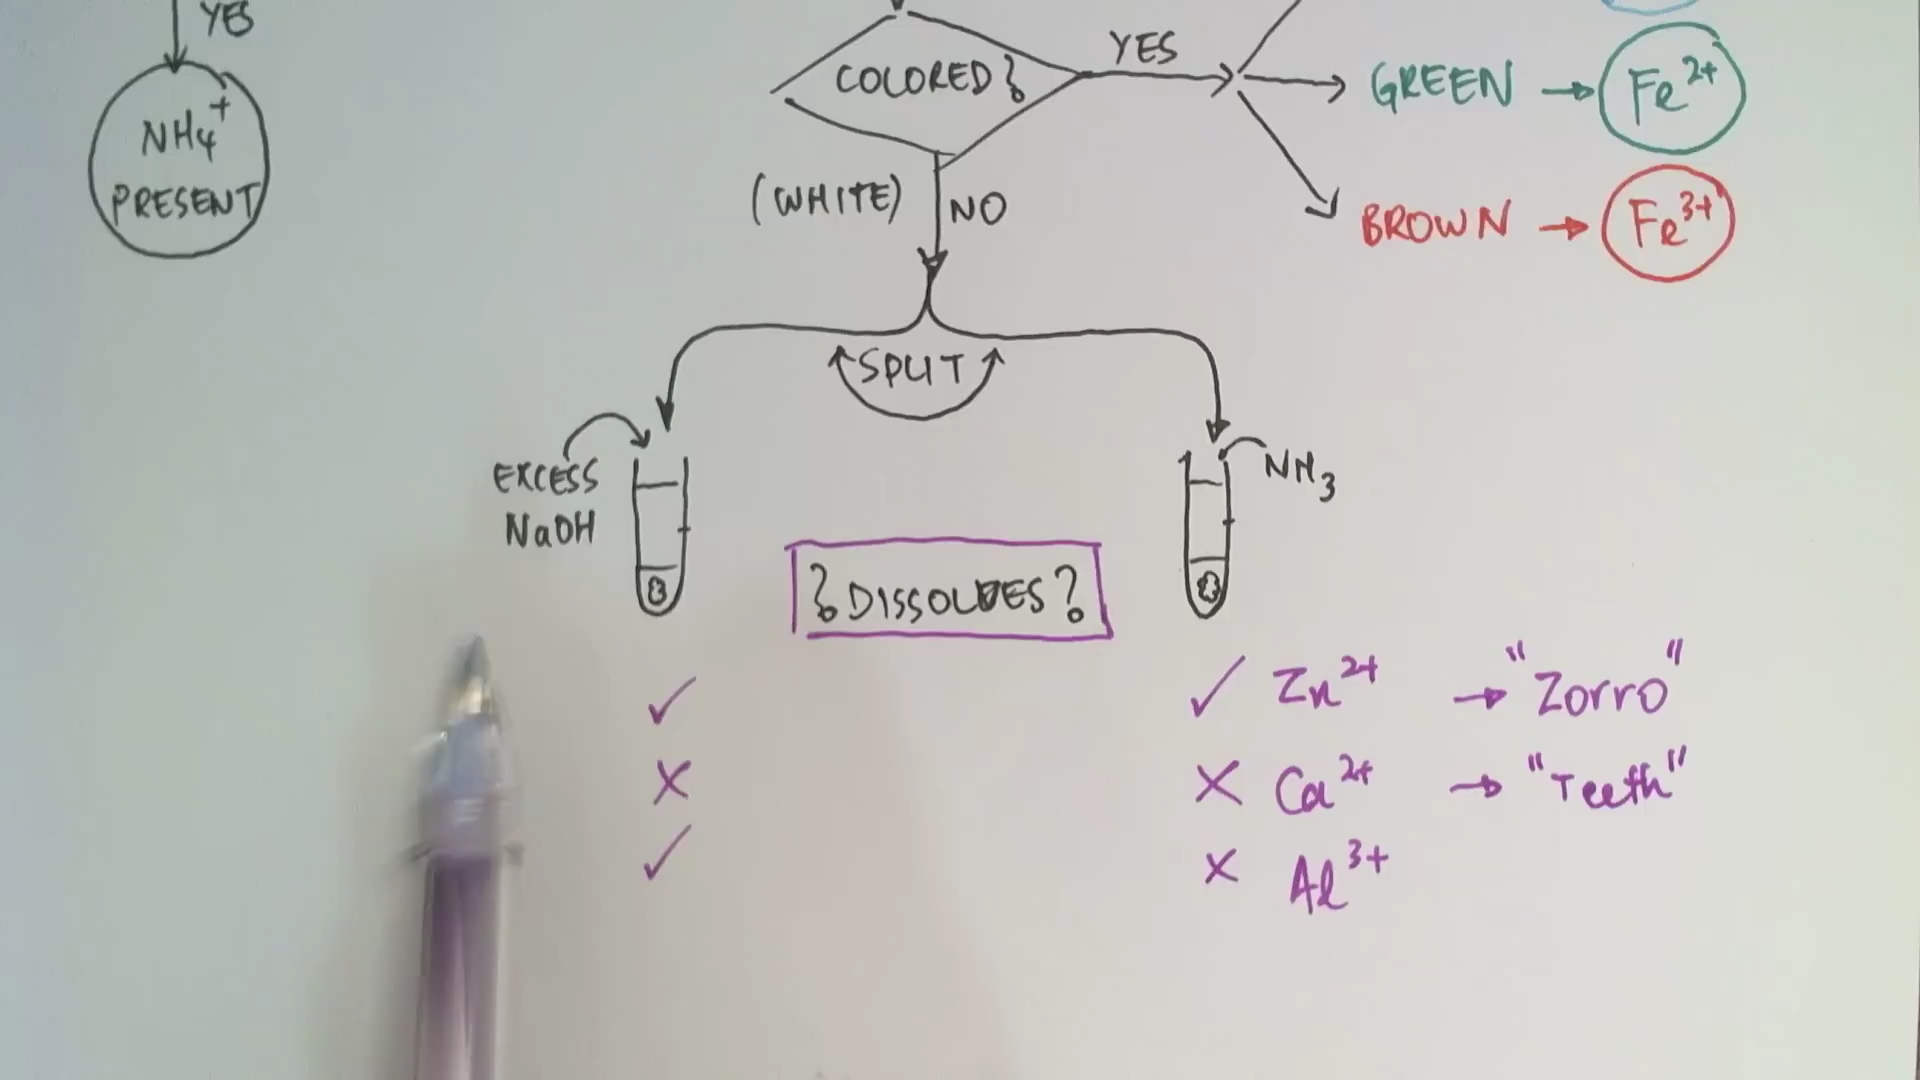 YES
NH4+
PRESENT
COLORED?
YES
GREEN → Fe2+
BROWN → Fe3+
(WHITE) NO
SPLIT
EXCESS
NaOH
NH3
?DISSOLVES?
✓ ✓ Zn2+ → "Zorro"
X X Ca2+ → "Teeth"
✓ X Al3+